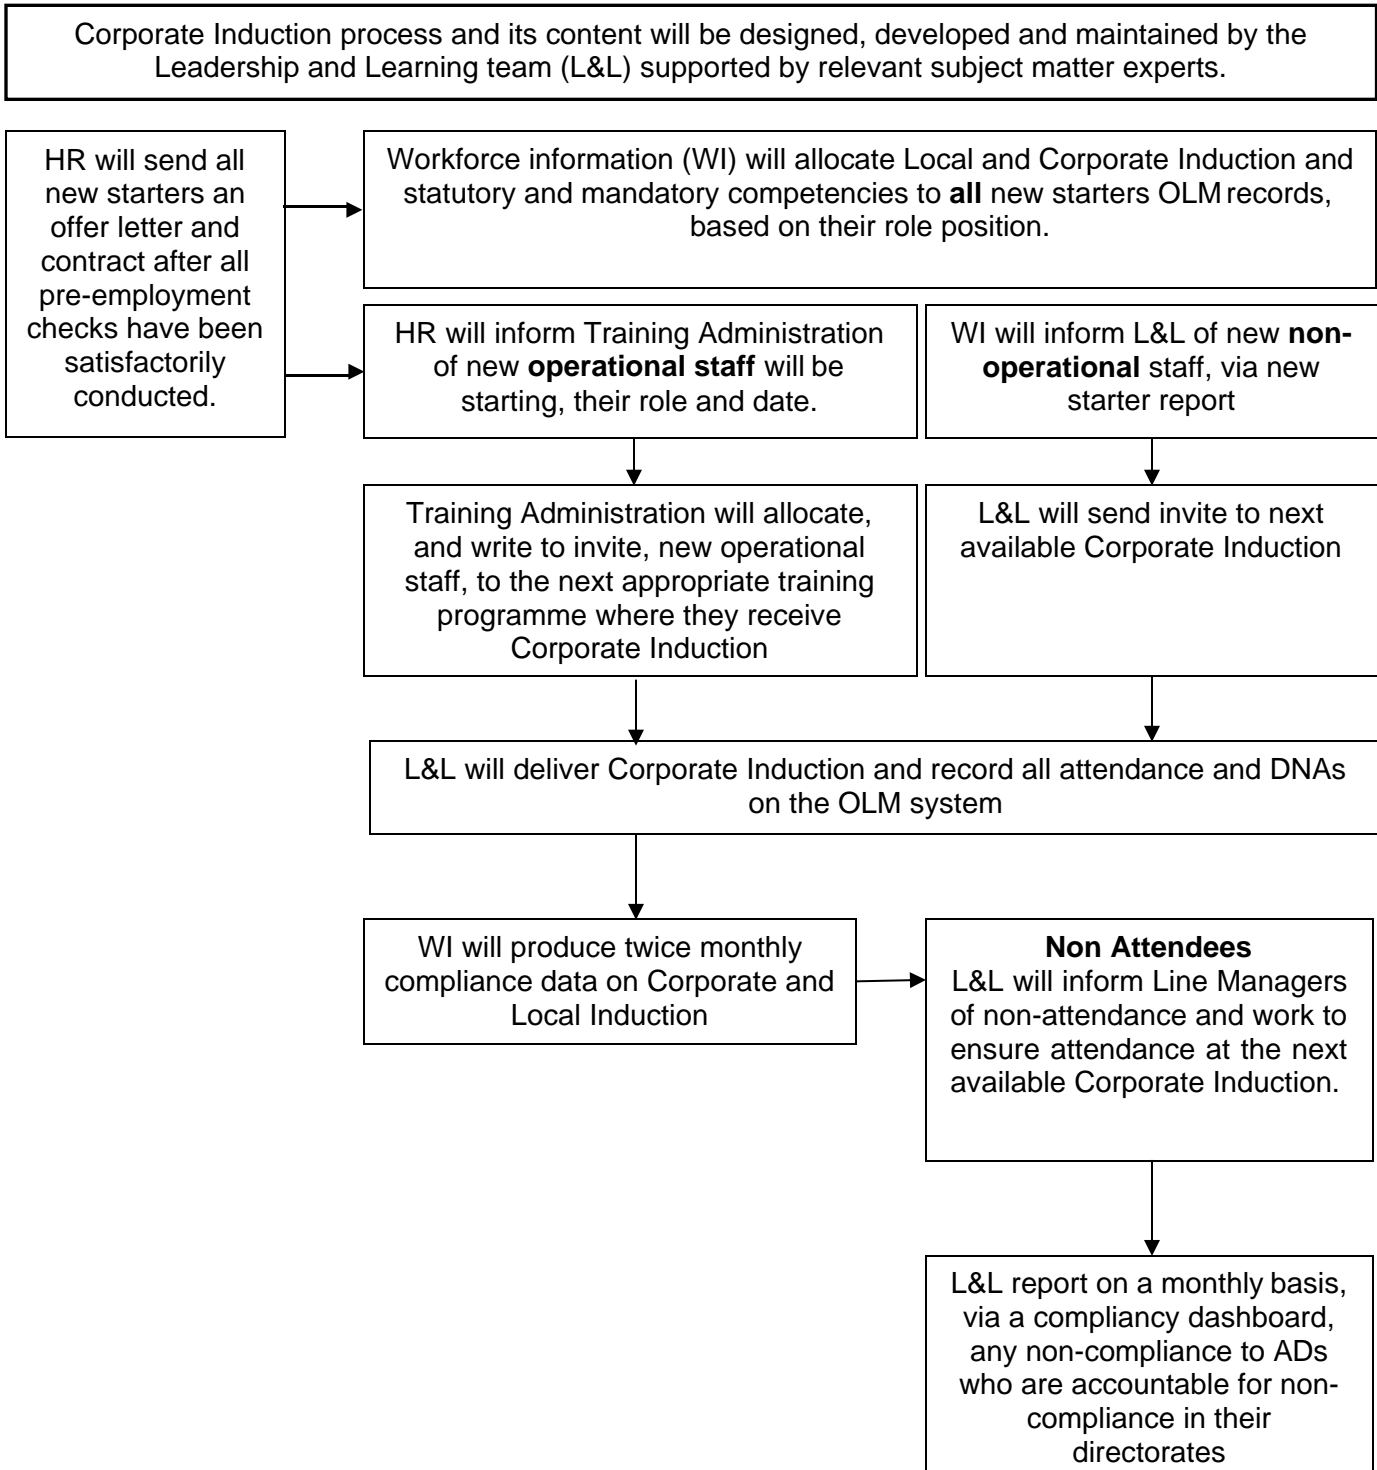 Corporate Induction process and its content will be designed, developed and maintained by the
Leadership and Learning team (L&L) supported by relevant subject matter experts.
HR will send all
new starters an
offer letter and
contract after all
pre-employment
checks have been
satisfactorily
conducted.
Workforce information (WI) will allocate Local and Corporate Induction and
statutory and mandatory competencies to all new starters OLM records,
based on their role position.
HR will inform Training Administration
of new operational staff will be
starting, their role and date.
WI will inform L&L of new non-
operational staff, via new
starter report
Training Administration will allocate,
and write to invite, new operational
staff, to the next appropriate training
programme where they receive
Corporate Induction
L&L will send invite to next
available Corporate Induction
L&L will deliver Corporate Induction and record all attendance and DNAs
on the OLM system
WI will produce twice monthly
compliance data on Corporate and
Local Induction
Non Attendees
L&L will inform Line Managers
of non-attendance and work to
ensure attendance at the next
available Corporate Induction.
L&L report on a monthly basis,
via a compliancy dashboard,
any non-compliance to ADs
who are accountable for non-
compliance in their
directorates